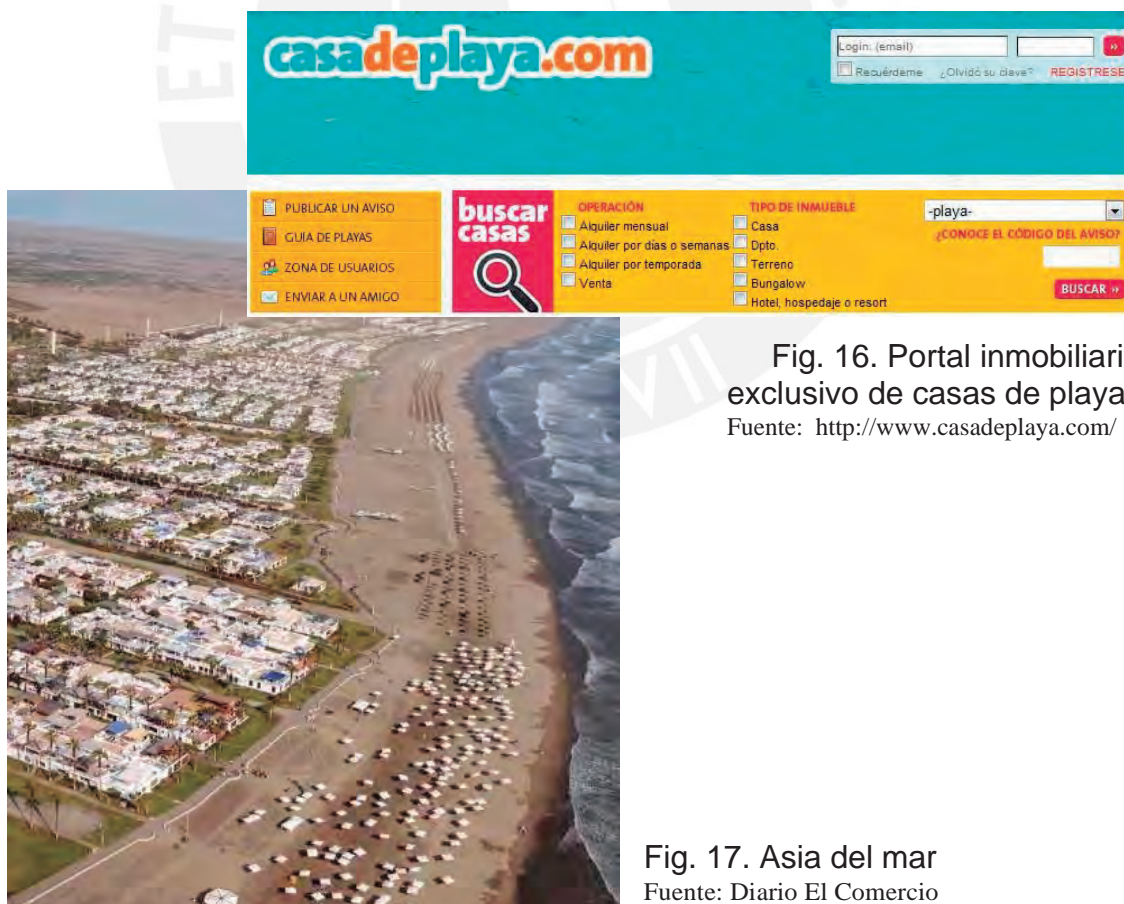 ET
casadeplaya.com
Login: (email)
»
Recuérdeme ¿Olvidó su clave? REGISTRESE
PUBLICAR UN AVISO
GUIA DE PLAYAS
ZONA DE USUARIOS
ENVIAR A UN AMIGO
buscar
casas
OPERACIÓN
Alquiler mensual
Alquiler por días o semanas
Alquiler por temporada
Venta
TIPO DE INMUEBLE
Casa
Dpto.
Terreno
Bungalow
Hotel, hospedaje o resort
-playa-
¿CONOCE EL CÓDIGO DEL AVISO?
BUSCAR »
VII
Fig. 16. Portal inmobiliari
exclusivo de casas de playa
Fuente: http://www.casadeplaya.com/
Fig. 17. Asia del mar
Fuente: Diario El Comercio